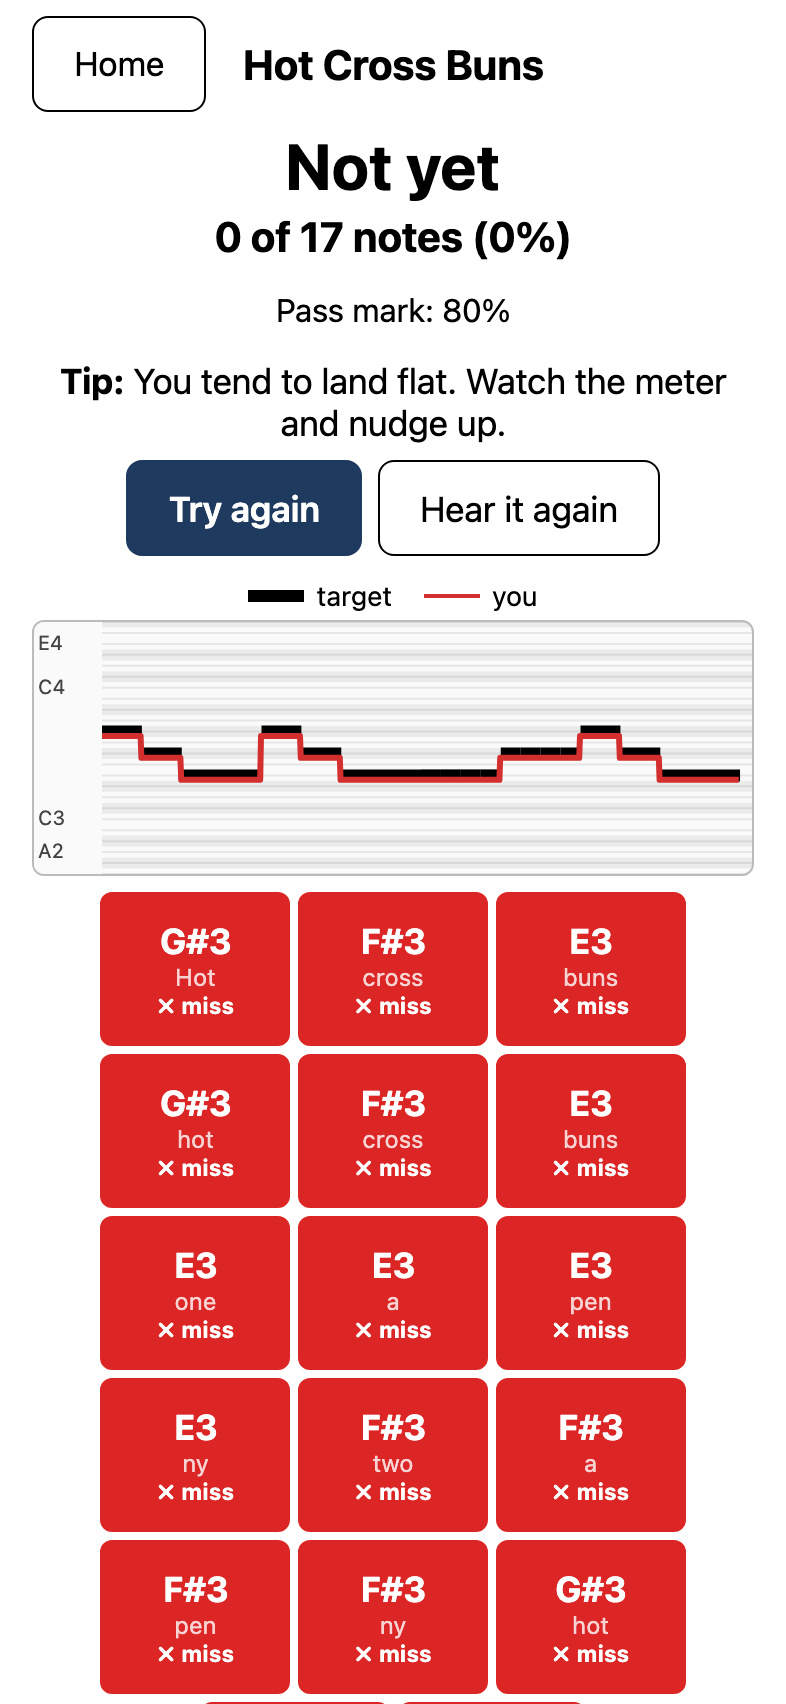 Home
Hot Cross Buns
Not yet
0 of 17 notes (0%)
Pass mark: 80%
Tip: You tend to land flat. Watch the meter
and nudge up.
Try again
Hear it again
target
you
E4
C4
C3
A2
G#3
Hot
✕ miss
F#3
cross
✕ miss
E3
buns
✕ miss
G#3
hot
✕ miss
F#3
cross
✕ miss
E3
buns
✕ miss
E3
one
✕ miss
E3
a
✕ miss
E3
pen
✕ miss
E3
ny
✕ miss
F#3
two
✕ miss
F#3
a
✕ miss
F#3
pen
✕ miss
F#3
ny
✕ miss
G#3
hot
✕ miss